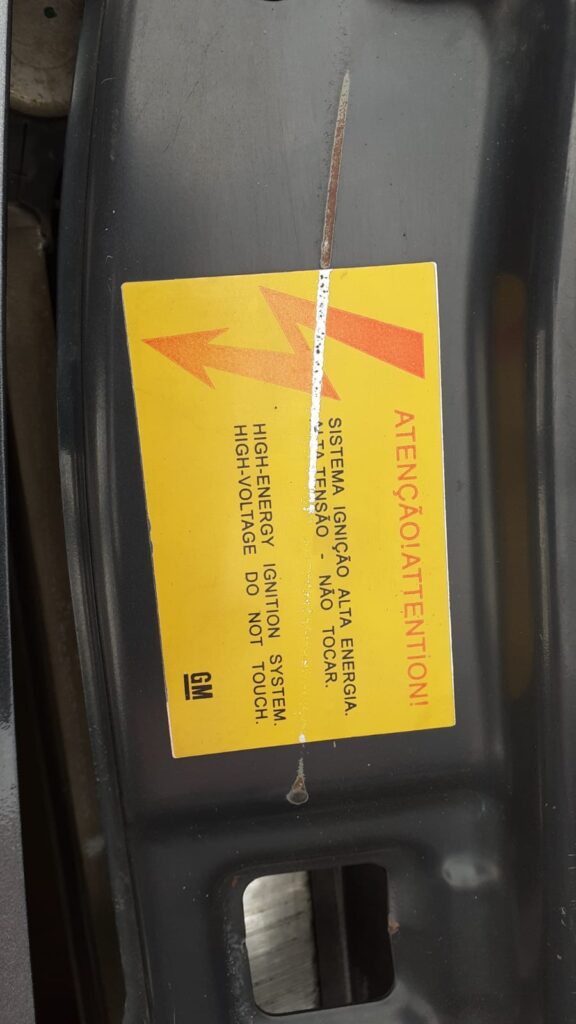 ATENÇÃO!ATTENTION!
SISTEMA IGNIÇÃO ALTA ENERGIA.
ALTA TENSÃO - NÃO TOCAR.
HIGH-ENERGY IGNITION SYSTEM.
HIGH-VOLTAGE DO NOT TOUCH.
GM